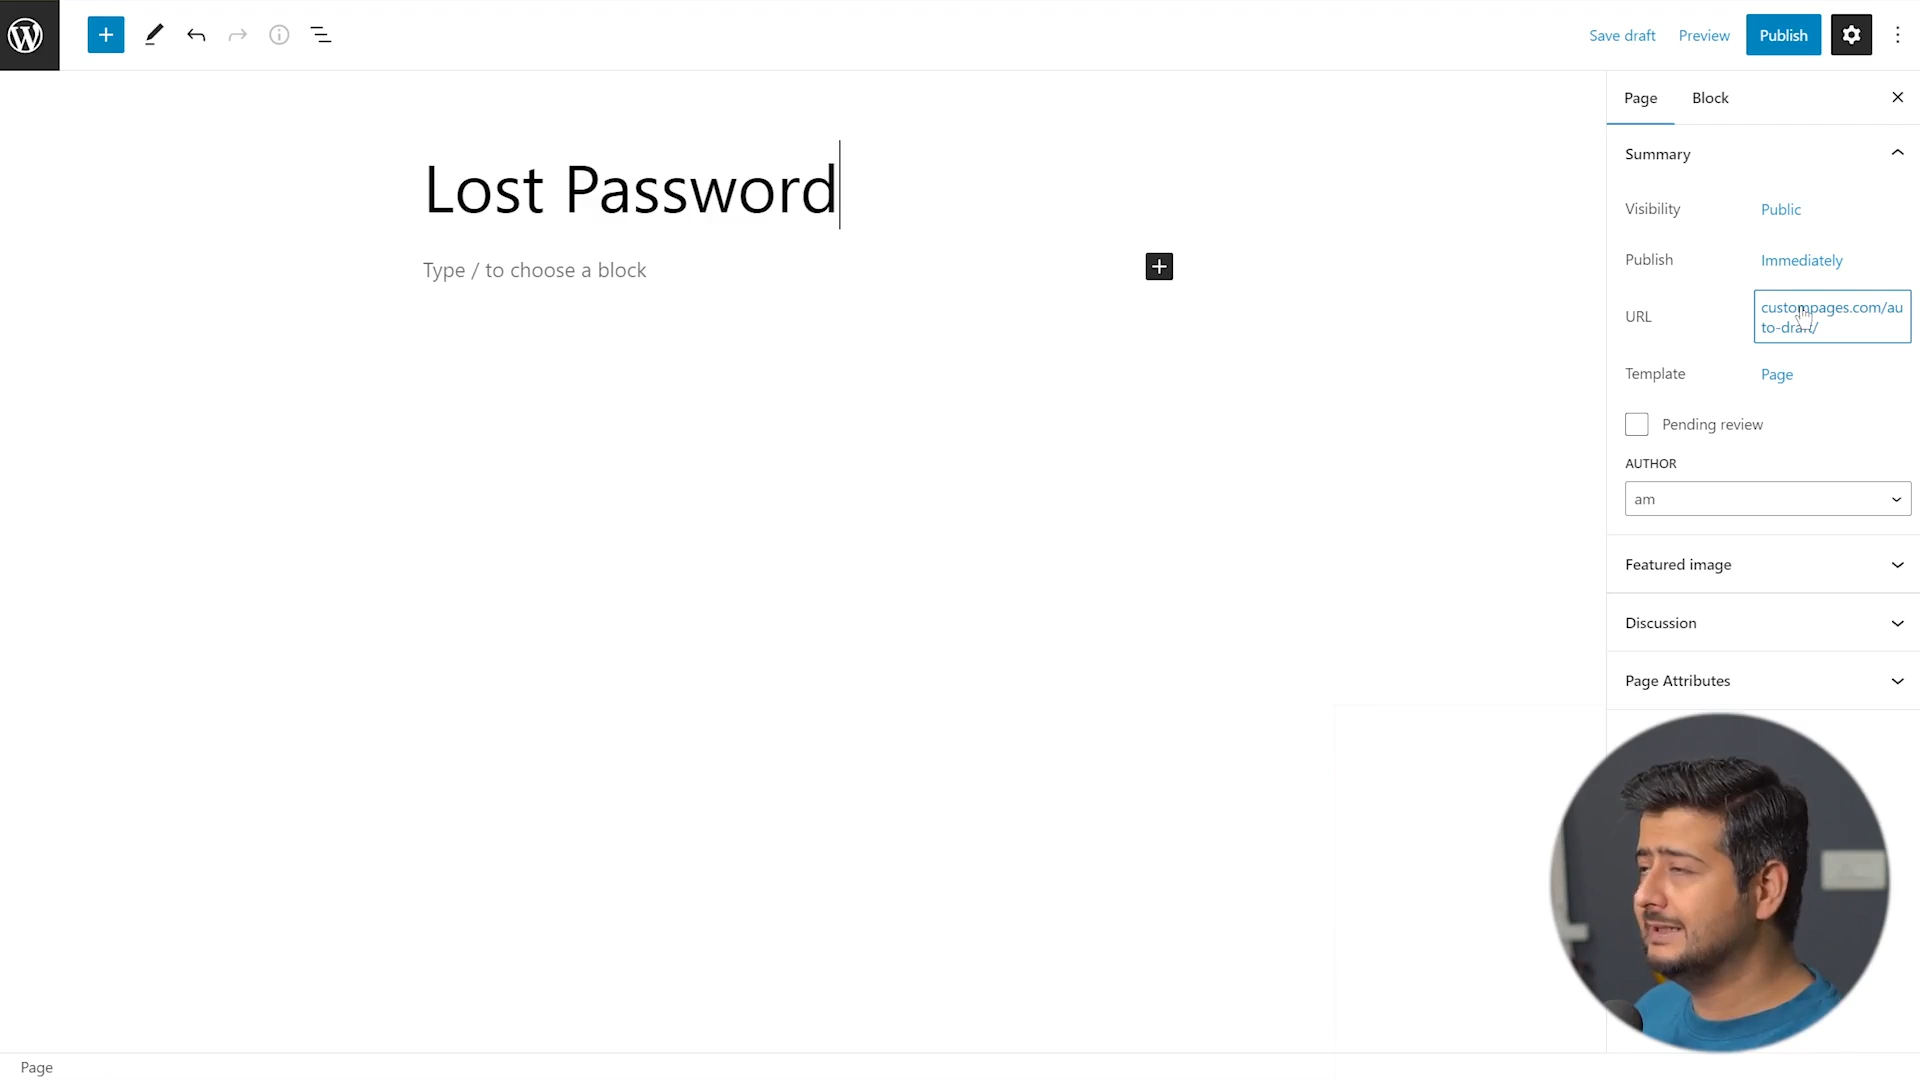 Save draft
Preview
Publish
Page
Block
Lost Password
Type / to choose a block
Summary
Visibility
Public
Publish
Immediately
URL
custompages.com/au
to-draft/
Template
Page
Pending review
AUTHOR
am
Featured image
Discussion
Page Attributes
Page